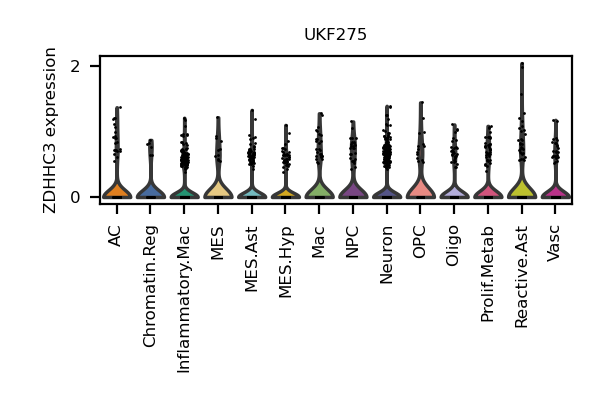 UKF275
ZDHHC3 expression
2
0
AC
Chromatin.Reg
Inflammatory.Mac
MES
MES.Ast
MES.Hyp
Mac
NPC
Neuron
OPC
Oligo
Prolif.Metab
Reactive.Ast
Vasc